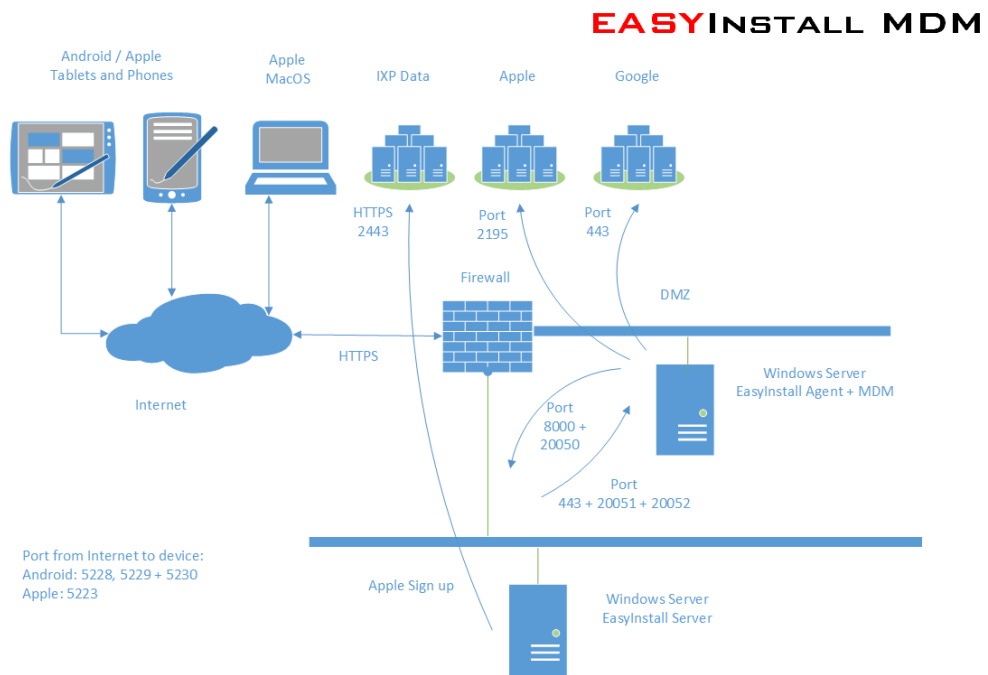 EASYINSTALL MDM
Android / Apple
Tablets and Phones
Apple
MacOS
IXP Data
Apple
Google
HTTPS
2443
Port
2195
Port
443
Firewall
DMZ
HTTPS
Internet
Windows Server
EasyInstall Agent + MDM
Port
8000 +
20050
Port
443 + 20051 + 20052
Port from Internet to device:
Android: 5228, 5229 + 5230
Apple: 5223
Apple Sign up
Windows Server
EasyInstall Server